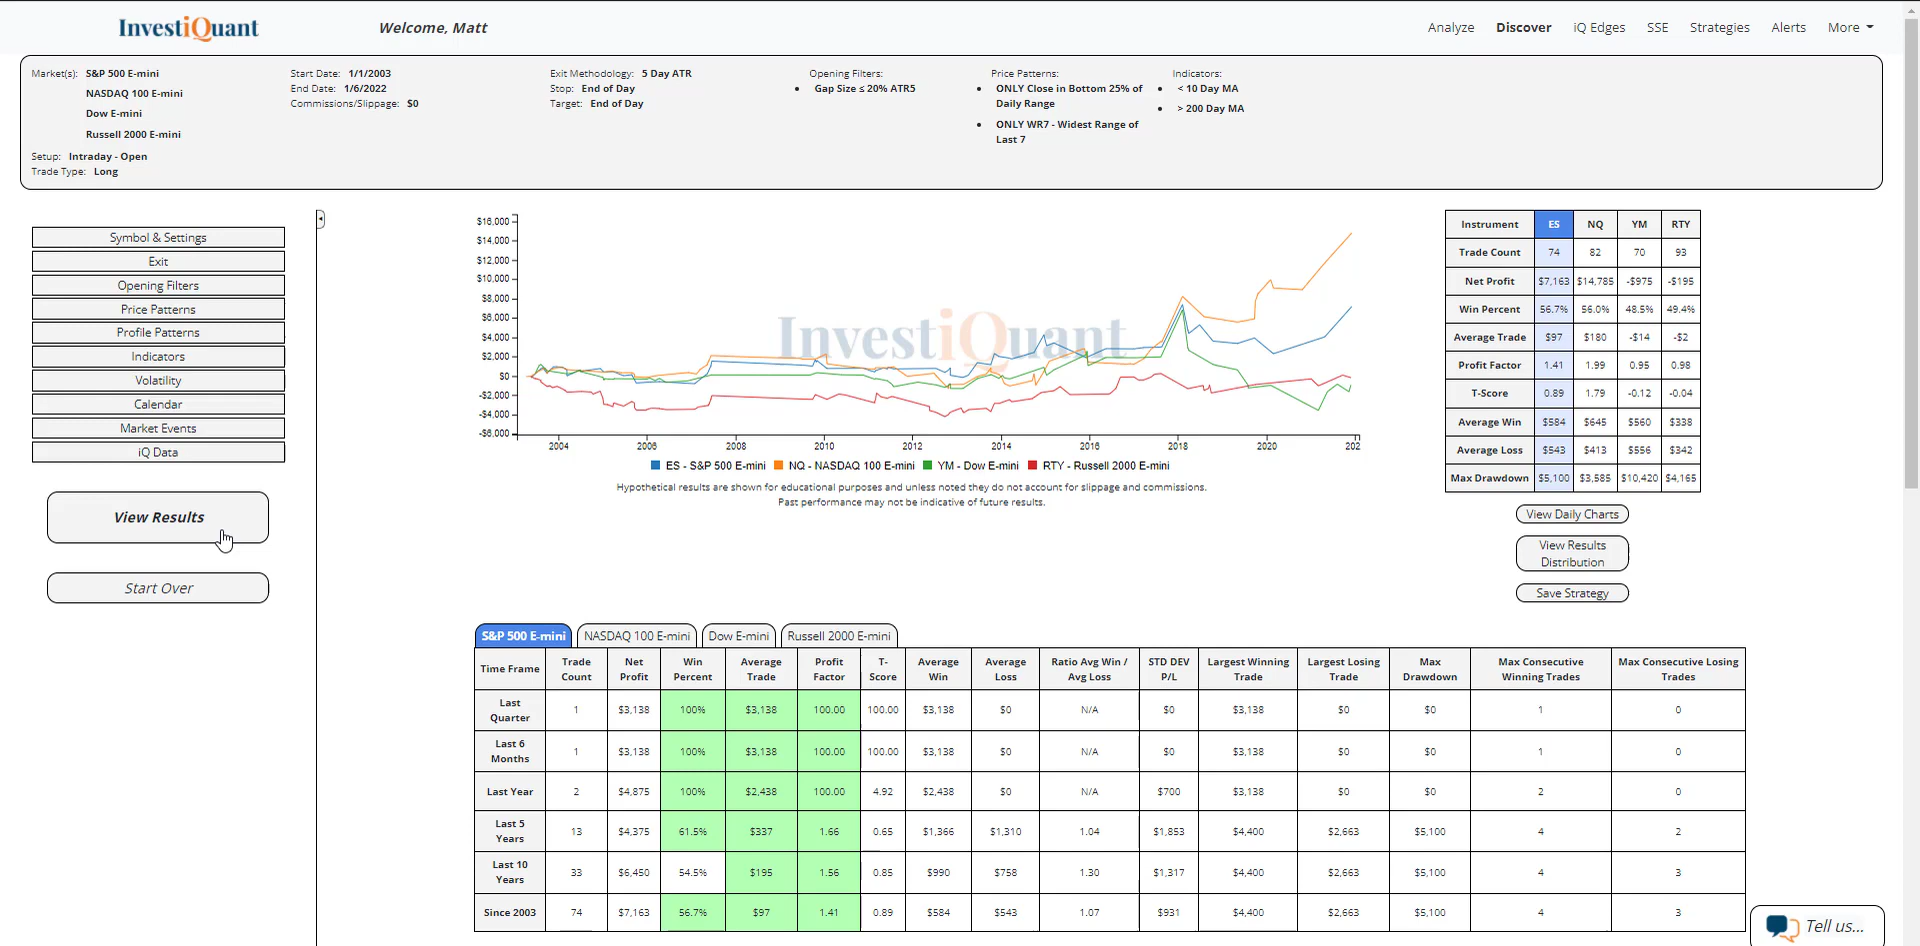 InvestiQuant
Welcome, Matt
Analyze Discover iQ Edges SSE Strategies Alerts More
Market(s): S&P 500 E-mini
NASDAQ 100 E-mini
Dow E-mini
Russell 2000 E-mini
Setup: Intraday - Open
Trade Type: Long
Start Date: 1/1/2003
End Date: 1/6/2022
Commissions/Slippage: $0
Exit Methodology: 5 Day ATR
Stop: End of Day
Target: End of Day
Opening Filters:
• Gap Size ≤ 20% ATR5
Price Patterns:
• ONLY Close in Bottom 25% of
Daily Range
• ONLY WR7 - Widest Range of
Last 7
Indicators:
• < 10 Day MA
• > 200 Day MA
Symbol & Settings
Exit
Opening Filters
Price Patterns
Profile Patterns
Indicators
Volatility
Calendar
Market Events
iQ Data
View Results
Start Over
$16,000
$14,000
$12,000
$10,000
$8,000
$6,000
$4,000
$2,000
$0
-$2,000
-$4,000
-$6,000
InvestiQuant
2004 2006 2008 2010 2012 2014 2016 2018 2020 202
ES - S&P 500 E-mini NQ - NASDAQ 100 E-mini YM - Dow E-mini RTY - Russell 2000 E-mini
Hypothetical results are shown for educational purposes and unless noted they do not account for slippage and commissions.
Past performance may not be indicative of future results.
Instrument ES NQ YM RTY
Trade Count 74 82 70 93
Net Profit $7,163 $14,785 -$975 -$195
Win Percent 56.7% 56.0% 48.5% 49.4%
Average Trade $97 $180 -$14 -$2
Profit Factor 1.41 1.99 0.95 0.98
T-Score 0.89 1.79 -0.12 -0.04
Average Win $584 $645 $560 $338
Average Loss $543 $413 $556 $342
Max Drawdown $5,100 $3,585 $10,420 $4,165
View Daily Charts
View Results
Distribution
Save Strategy
S&P 500 E-mini NASDAQ 100 E-mini Dow E-mini Russell 2000 E-mini
Time Frame Trade Count Net Profit Win Percent Average Trade Profit Factor T-Score Average Win Average Loss Ratio Avg Win / Avg Loss STD DEV P/L Largest Winning Trade Largest Losing Trade Max Drawdown Max Consecutive Winning Trades Max Consecutive Losing Trades
Last Quarter 1 $3,138 100% $3,138 100.00 100.00 $3,138 $0 N/A $0 $3,138 $0 $0 1 0
Last 6 Months 1 $3,138 100% $3,138 100.00 100.00 $3,138 $0 N/A $0 $3,138 $0 $0 1 0
Last Year 2 $4,875 100% $2,438 100.00 4.92 $2,438 $0 N/A $700 $3,138 $0 $0 2 0
Last 5 Years 13 $4,375 61.5% $337 1.66 0.65 $1,366 $1,310 1.04 $1,853 $4,400 $2,663 $5,100 4 2
Last 10 Years 33 $6,450 54.5% $195 1.56 0.85 $990 $758 1.30 $1,317 $4,400 $2,663 $5,100 4 3
Since 2003 74 $7,163 56.7% $97 1.41 0.89 $584 $543 1.07 $931 $4,400 $2,663 $5,100 4 3
Tell us...